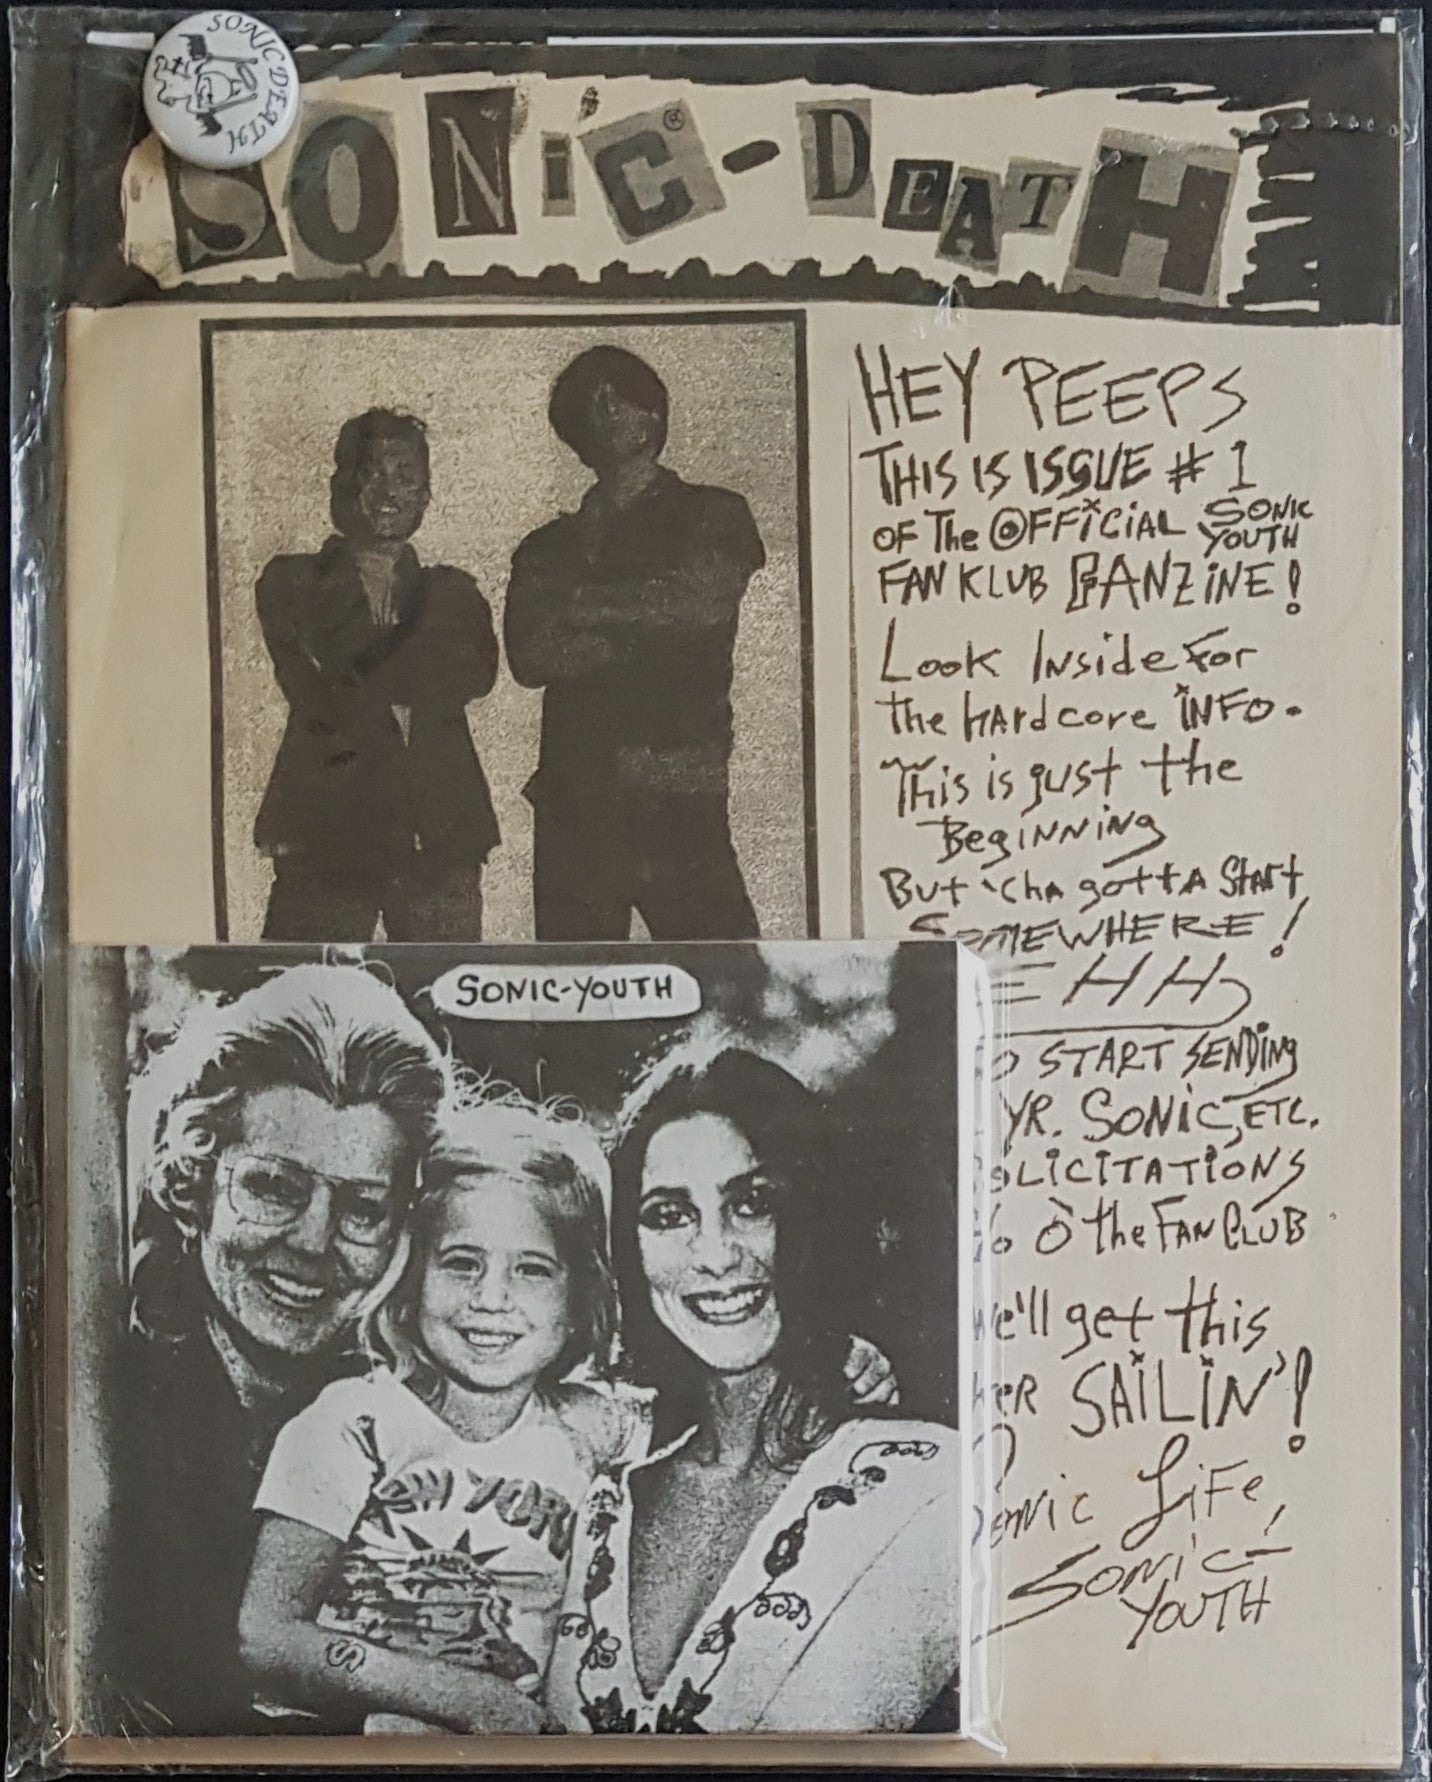 SONIC DEATH
SONiC®-DEATH
HEY PEEPS
THIS IS ISSUE # 1
OF The OFFiCiAL SONIC YOUTH
FAN KLUB FANZiNE!
Look Inside For
the hardcore iNFO.
This is just the
Beginning
But 'cha gotta Start
SOMEWHERE!
EHH,
START SENDiNg
YR. SONiC, ETC.
SOLICITATIONS
c/o O the FAN CLUB
We'll get this
SAiLiN'!
Sonic LiFe,
SONiC-
YOUTH
SONIC-YOUTH
YORK
S